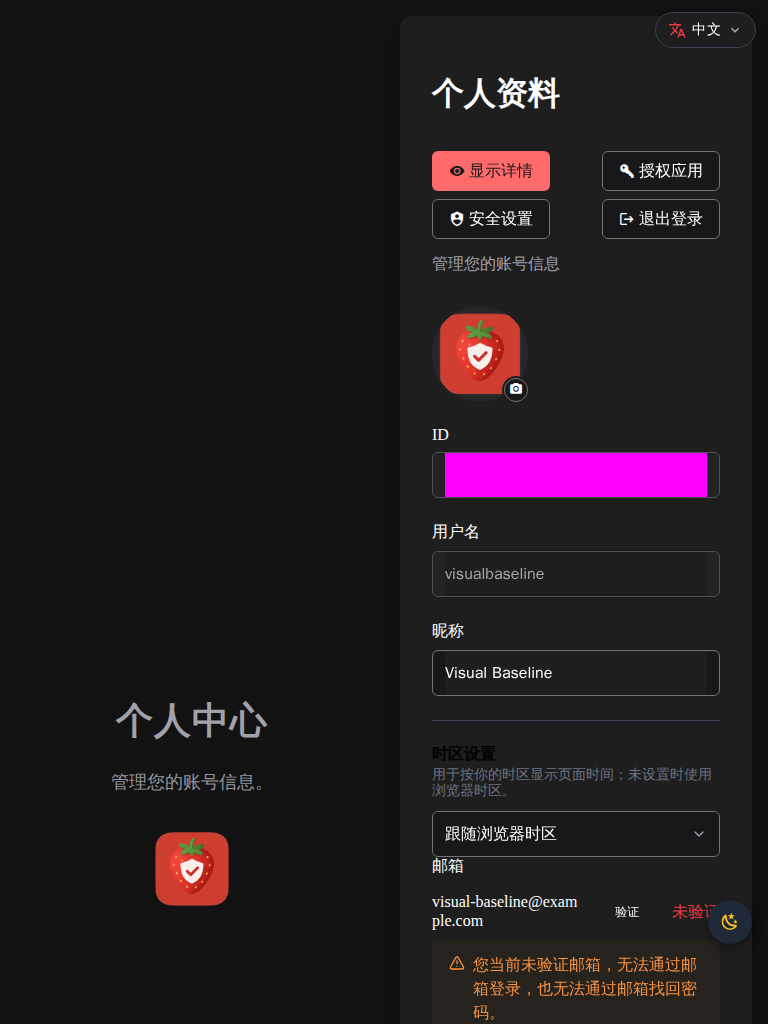 中文
个人资料
显示详情
授权应用
安全设置
退出登录
管理您的账号信息
ID
用户名
visualbaseline
昵称
Visual Baseline
时区设置
用于按你的时区显示页面时间；未设置时使用
浏览器时区。
跟随浏览器时区
邮箱
visual-baseline@exam
ple.com
验证
未验证
您当前未验证邮箱，无法通过邮
箱登录，也无法通过邮箱找回密
码。
个人中心
管理您的账号信息。